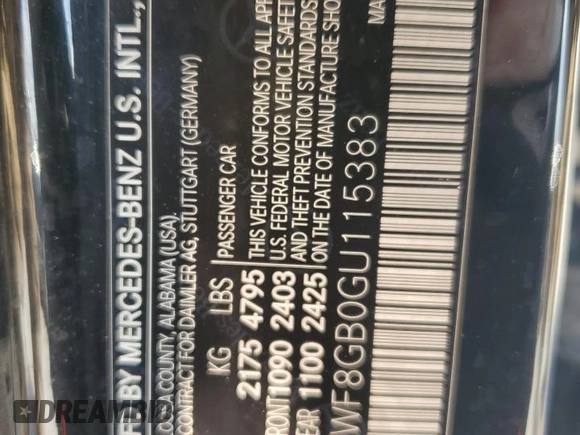 BY MERCEDES-BENZ U.S. INTL.,
COUNTY, ALABAMA (USA)
CONTRACT FOR DAIMLER AG, STUTTGART (GERMANY)
KG LBS PASSENGER CAR
2175 4795 THIS VEHICLE CONFORMS TO ALL
1090 2403 U.S. FEDERAL MOTOR VEHICLE
1100 2425 AND THEFT PREVENTION STANDARDS
ON THE DATE OF MANUFACTURE
WF8GB0GU115383
DREAMBID